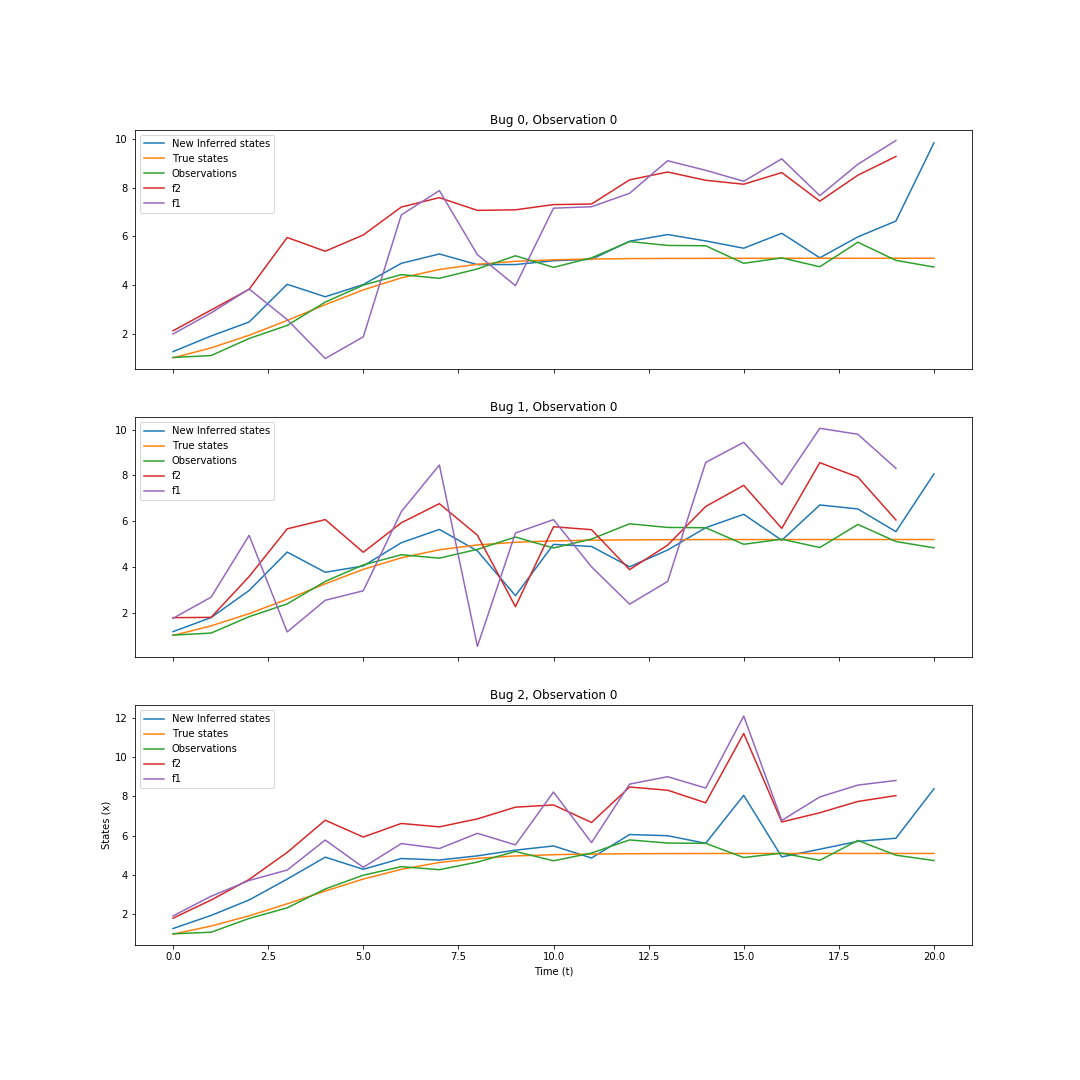 Bug 0, Observation 0
10
8
6
4
2
New Inferred states
True states
Observations
f2
f1
Bug 1, Observation 0
10
8
6
4
2
New Inferred states
True states
Observations
f2
f1
Bug 2, Observation 0
12
10
8
6
4
2
New Inferred states
True states
Observations
f2
f1
States (x)
0.0 2.5 5.0 7.5 10.0 12.5 15.0 17.5 20.0
Time (t)